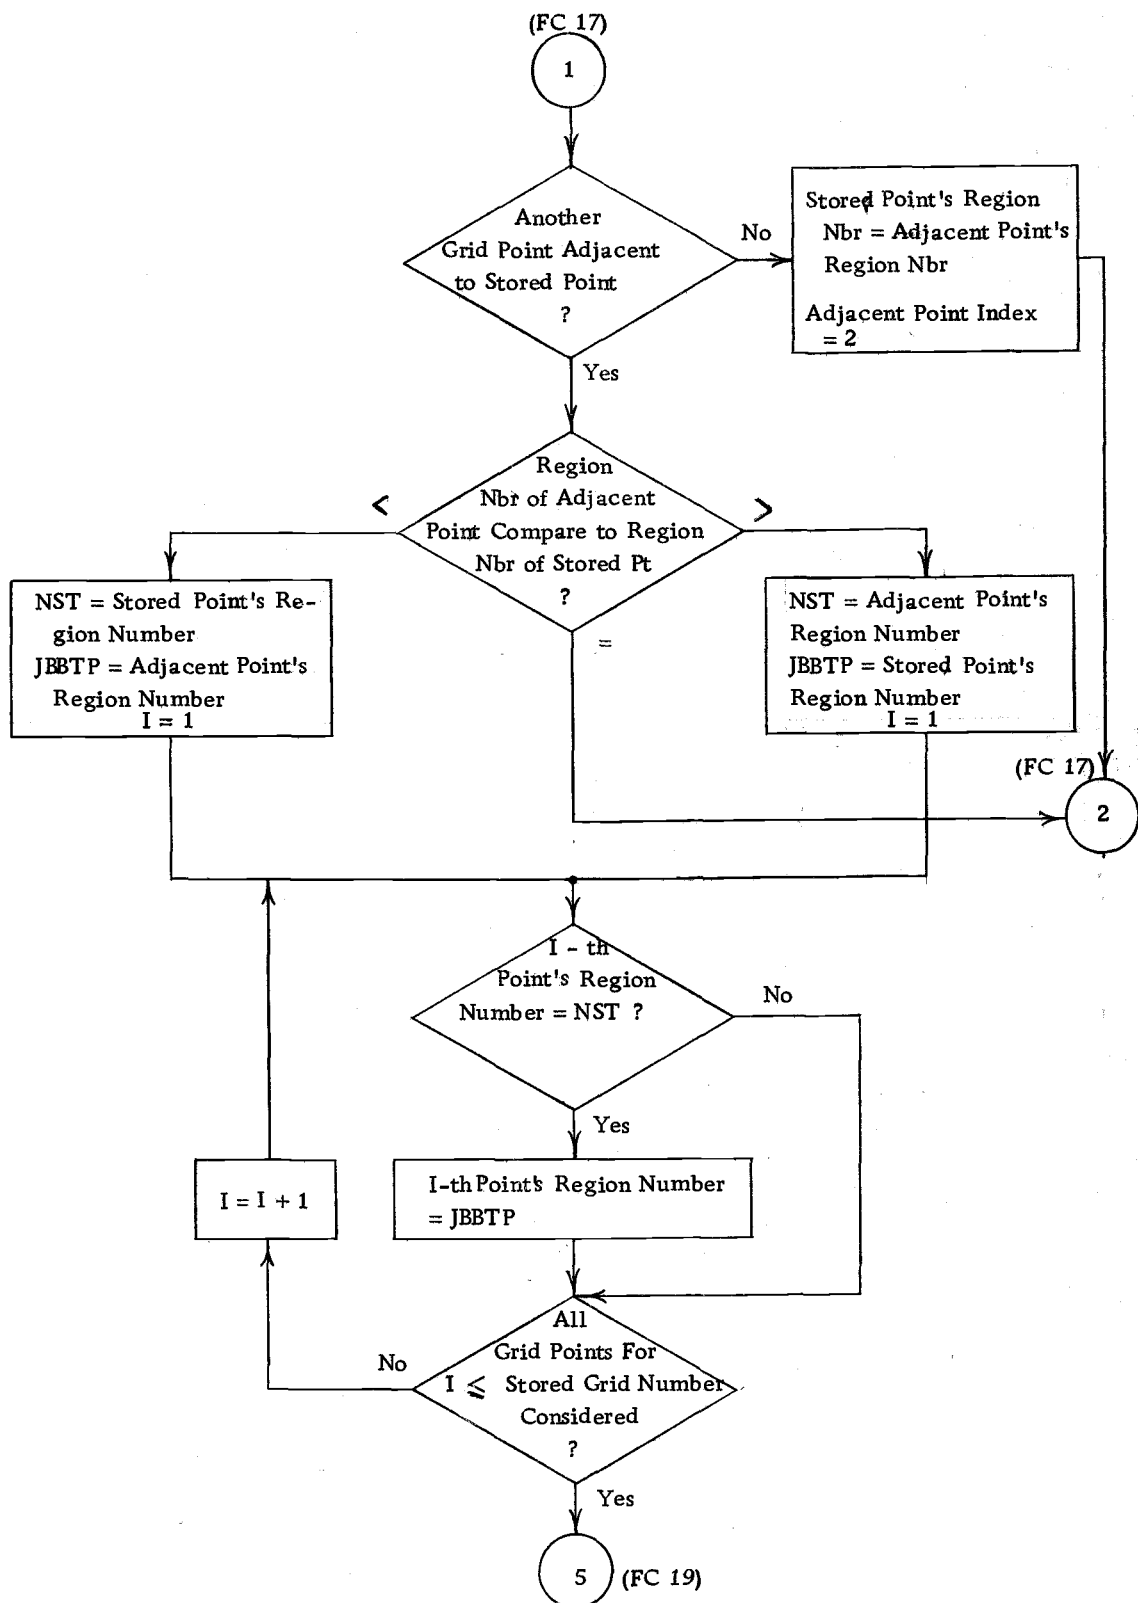 (FC 17)
1
Another
Grid Point Adjacent
to Stored Point
?
No
Stored Point's Region
Nbr = Adjacent Point's
Region Nbr
Adjacent Point Index
= 2
Yes
Region
Nbr of Adjacent
Point Compare to Region
Nbr of Stored Pt
?
<
>
=
NST = Stored Point's Re-
gion Number
JBBTP = Adjacent Point's
Region Number
I = 1
NST = Adjacent Point's
Region Number
JBBTP = Stored Point's
Region Number
I = 1
(FC 17)
2
I - th
Point's Region
Number = NST ?
No
Yes
I = I + 1
I-th Point's Region Number
= JBBTP
All
Grid Points For
I ≤ Stored Grid Number
Considered
?
No
Yes
5
(FC 19)